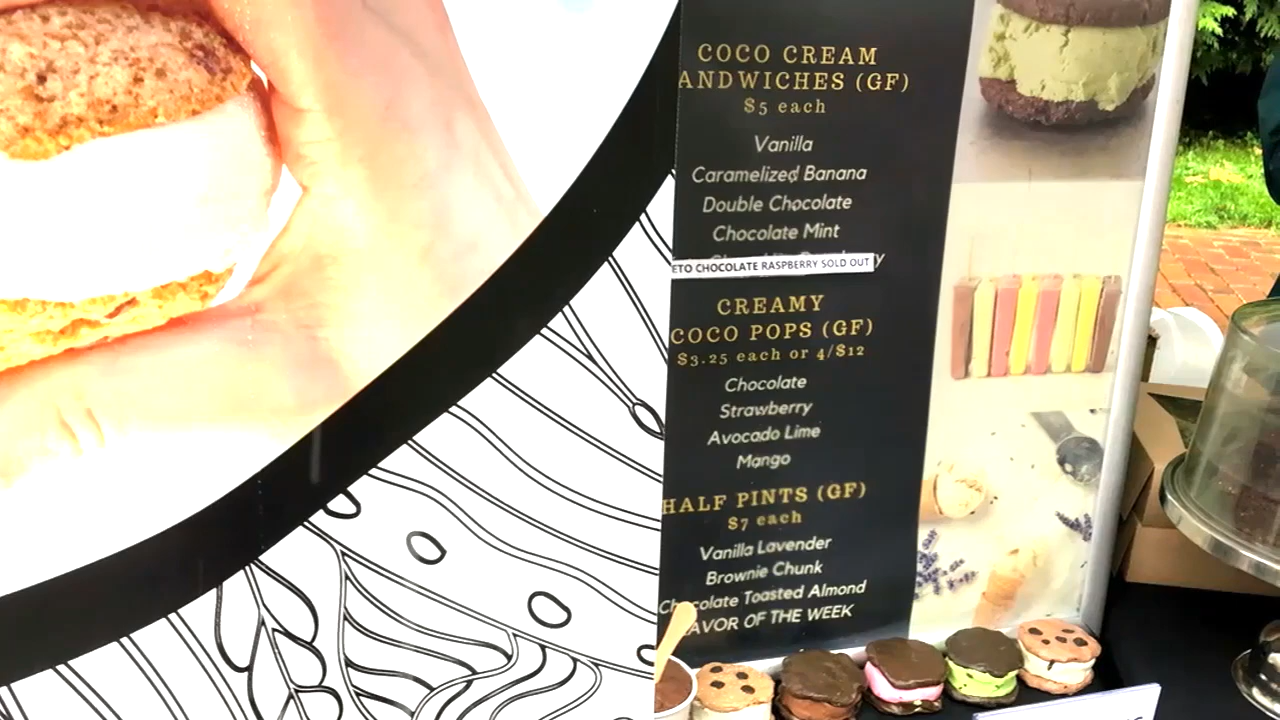 COCO CREAM
ANDWICHES (GF)
$5 each
Vanilla
Caramelized Banana
Double Chocolate
Chocolate Mint
ETO CHOCOLATE RASPBERRY SOLD OUT
CREAMY
COCO POPS (GF)
$3.25 each or 4/$12
Chocolate
Strawberry
Avocado Lime
Mango
HALF PINTS (GF)
$7 each
Vanilla Lavender
Brownie Chunk
Chocolate Toasted Almond
AVOR OF THE WEEK